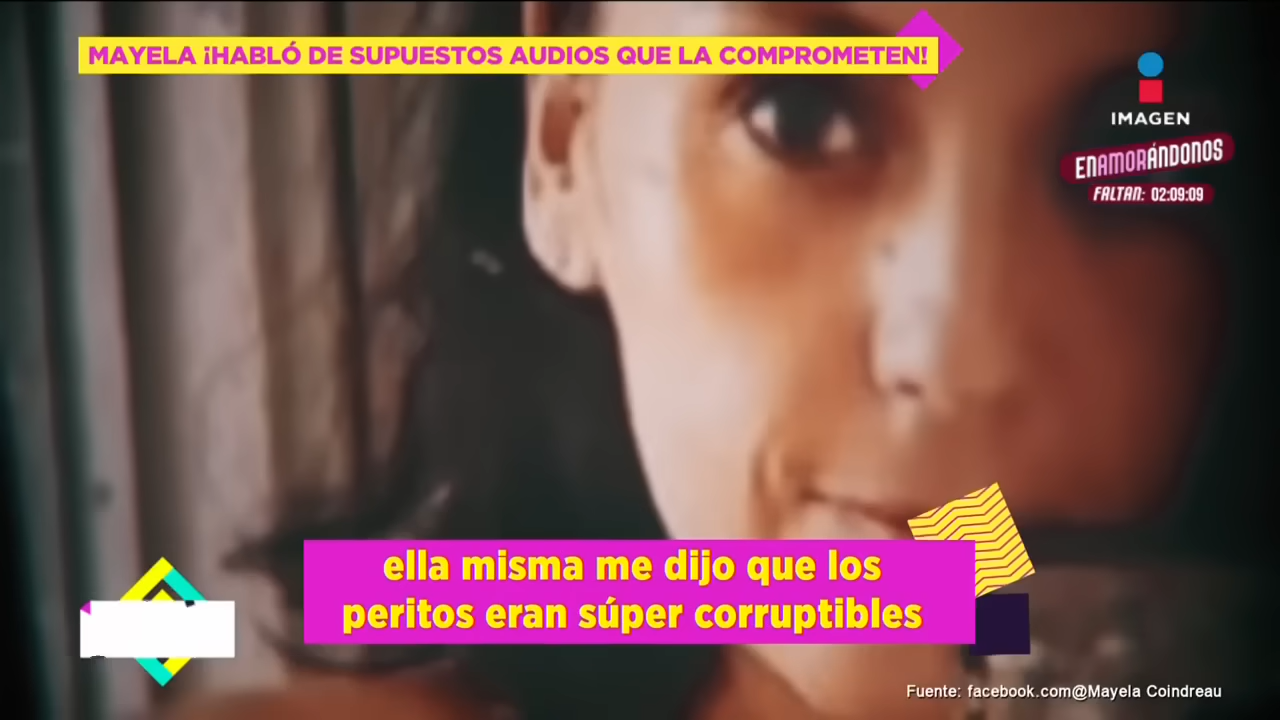 MAYELA ¡HABLÓ DE SUPUESTOS AUDIOS QUE LA COMPROMETEN!
IMAGEN
ENAMORÁNDONOS
FALTAN: 02:09:09
ella misma me dijo que los
peritos eran súper corruptibles
Fuente: facebook.com@Mayela Coindreau